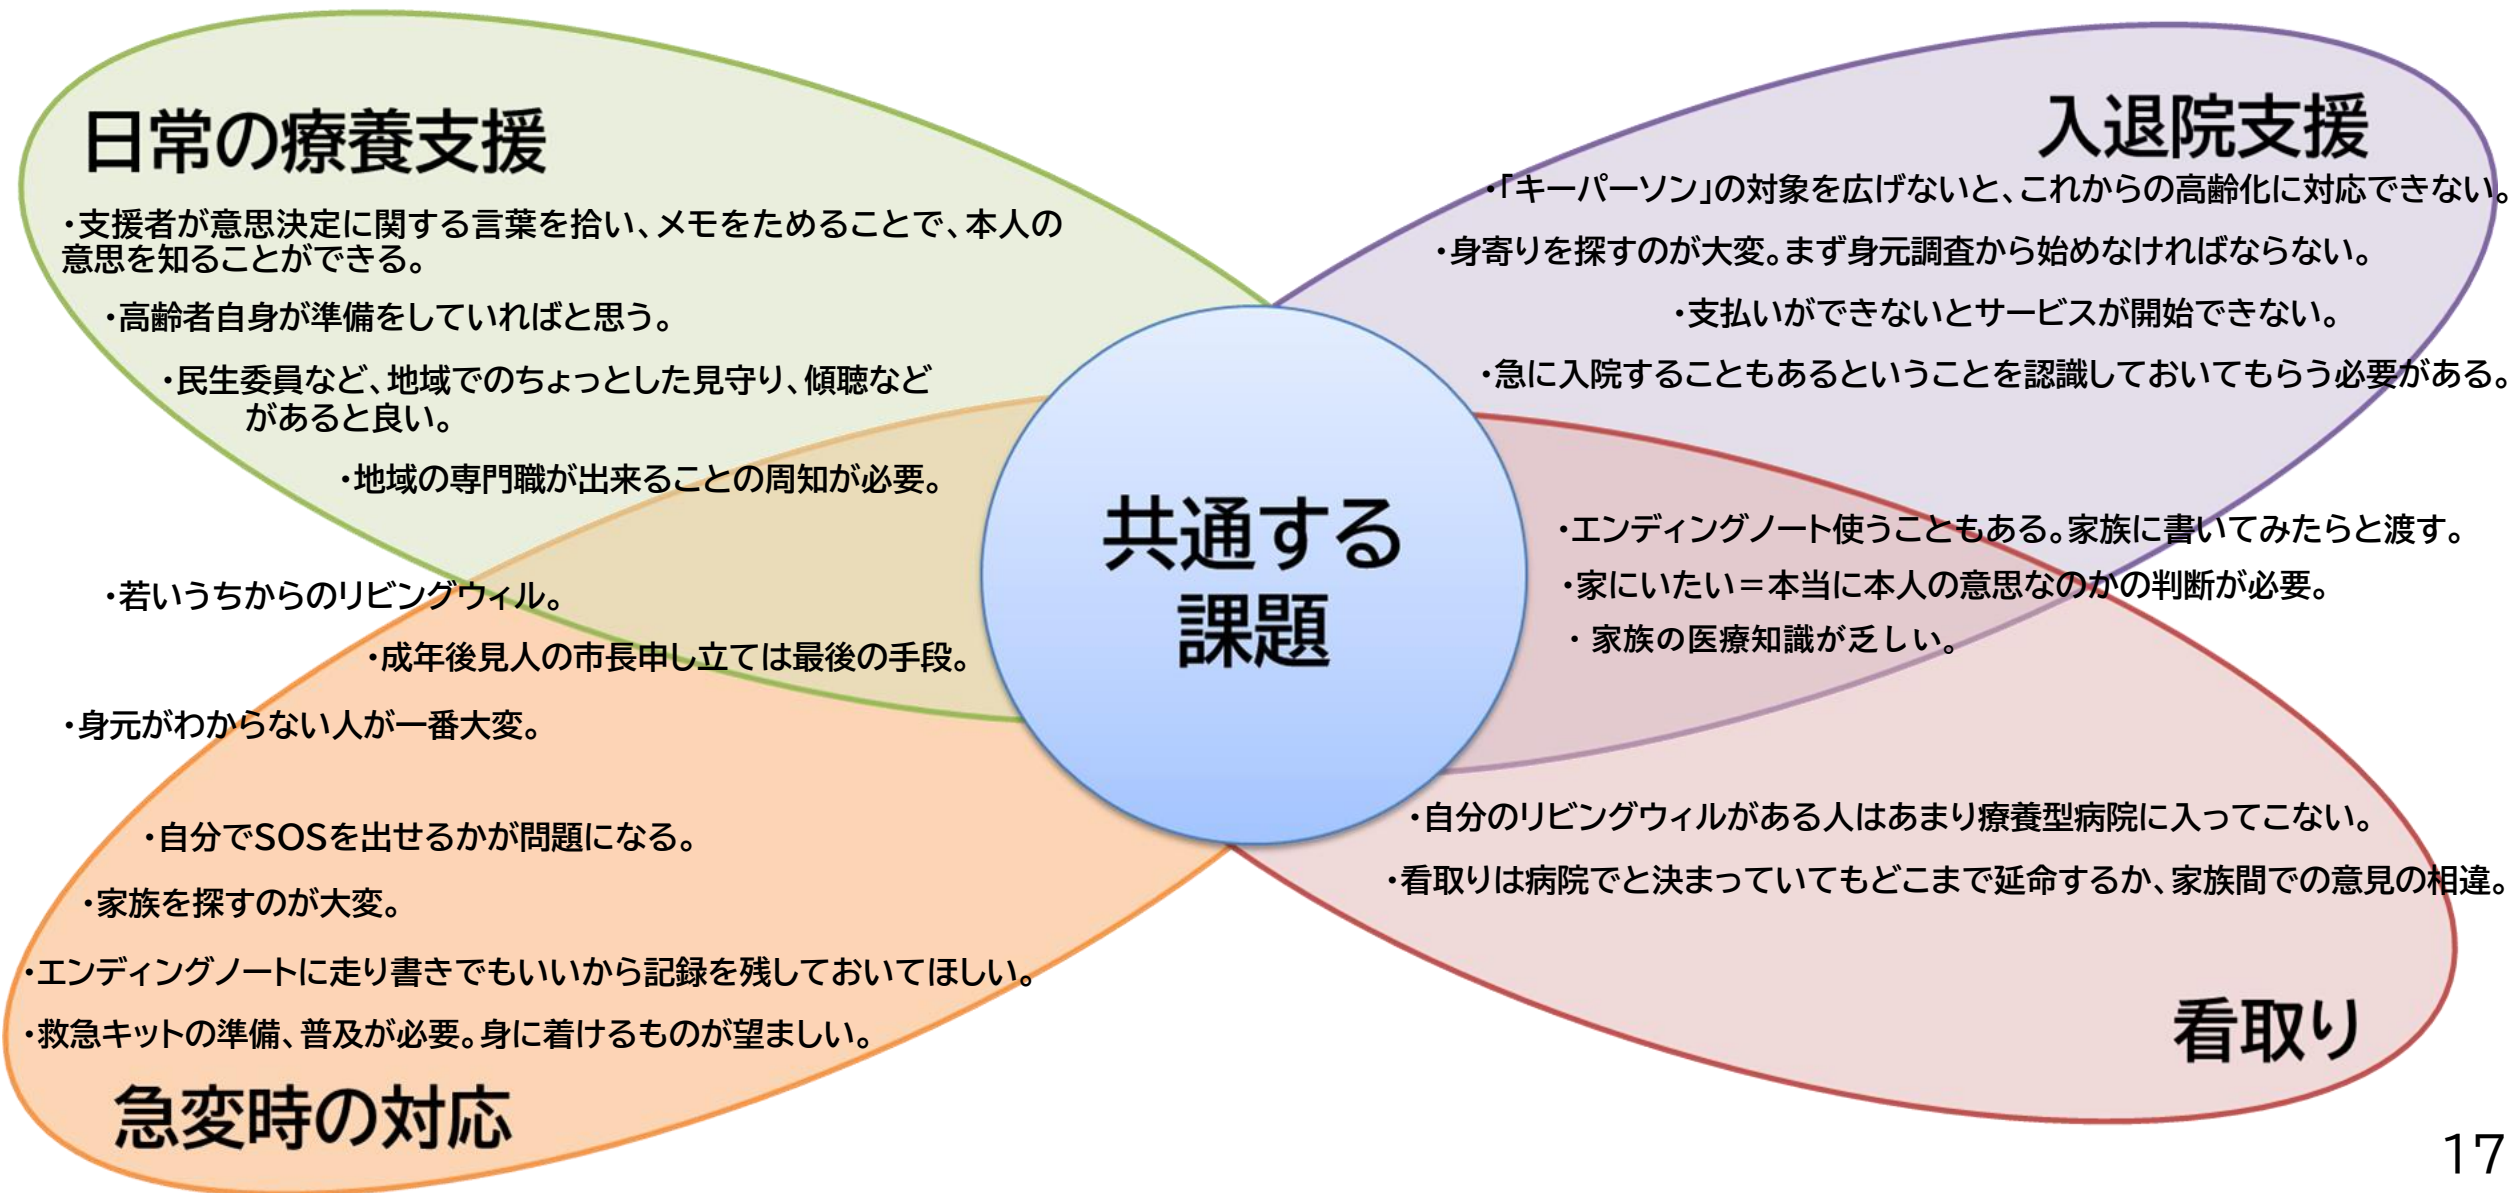 日常の療養支援
・支援者が意思決定に関する言葉を拾い、メモをためることで、本人の
意思を知ることができる。
・高齢者自身が準備をしていればと思う。
・民生委員など、地域でのちょっとした見守り、傾聴など
があると良い。
・地域の専門職が出来ることの周知が必要。
・若いうちからのリビングウィル。
・成年後見人の市長申し立ては最後の手段。
・身元がわからない人が一番大変。
・自分でSOSを出せるかが問題になる。
・家族を探すのが大変。
・エンディングノートに走り書きでもいいから記録を残しておいてほしい。
・救急キットの準備、普及が必要。身に着けるものが望ましい。
急変時の対応
共通する
課題
入退院支援
・「キーパーソン」の対象を広げないと、これからの高齢化に対応できない。
・身寄りを探すのが大変。まず身元調査から始めなければならない。
・支払いができないとサービスが開始できない。
・急に入院することもあるということを認識しておいてもらう必要がある。
・エンディングノート使うこともある。家族に書いてみたらと渡す。
・家にいたい＝本当に本人の意思なのかの判断が必要。
・家族の医療知識が乏しい。
・自分のリビングウィルがある人はあまり療養型病院に入ってこない。
・看取りは病院でと決まっていてもどこまで延命するか、家族間での意見の相違。
看取り
17